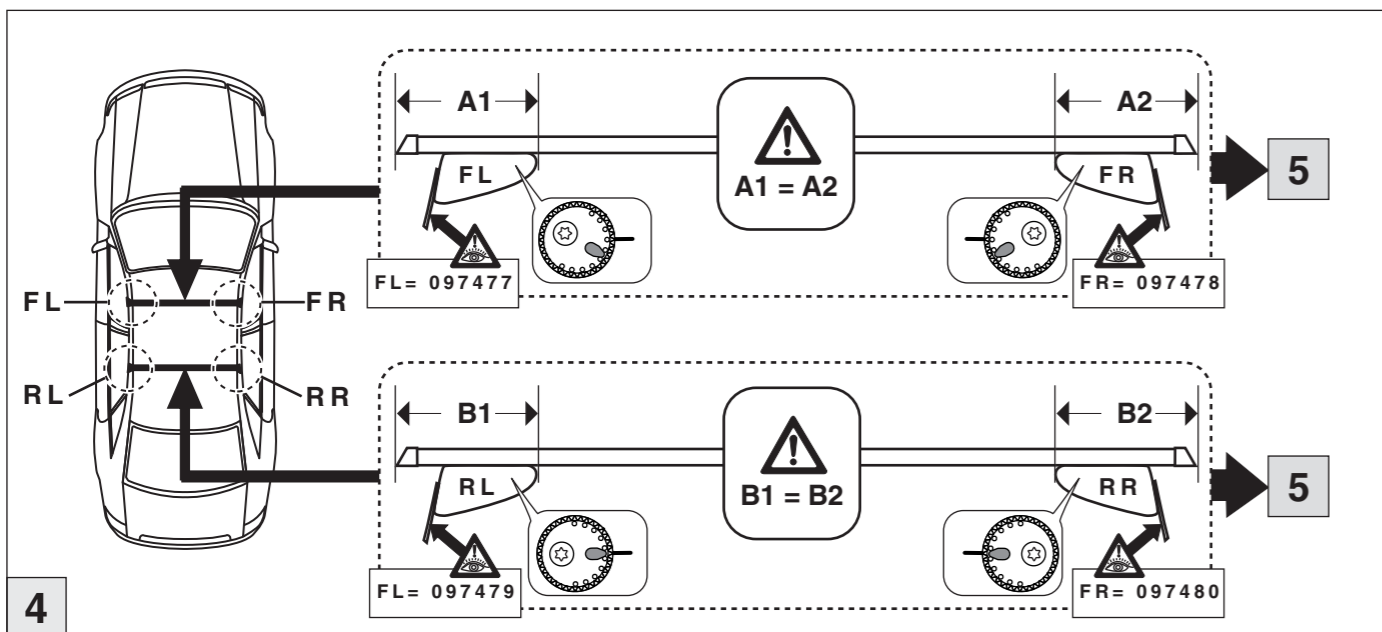 A1
A2
FL
A1 = A2
FR
5
FL= 097477
FR= 097478
FL
FR
RL
RR
B1
B2
RL
B1 = B2
RR
5
FL= 097479
FR= 097480
4